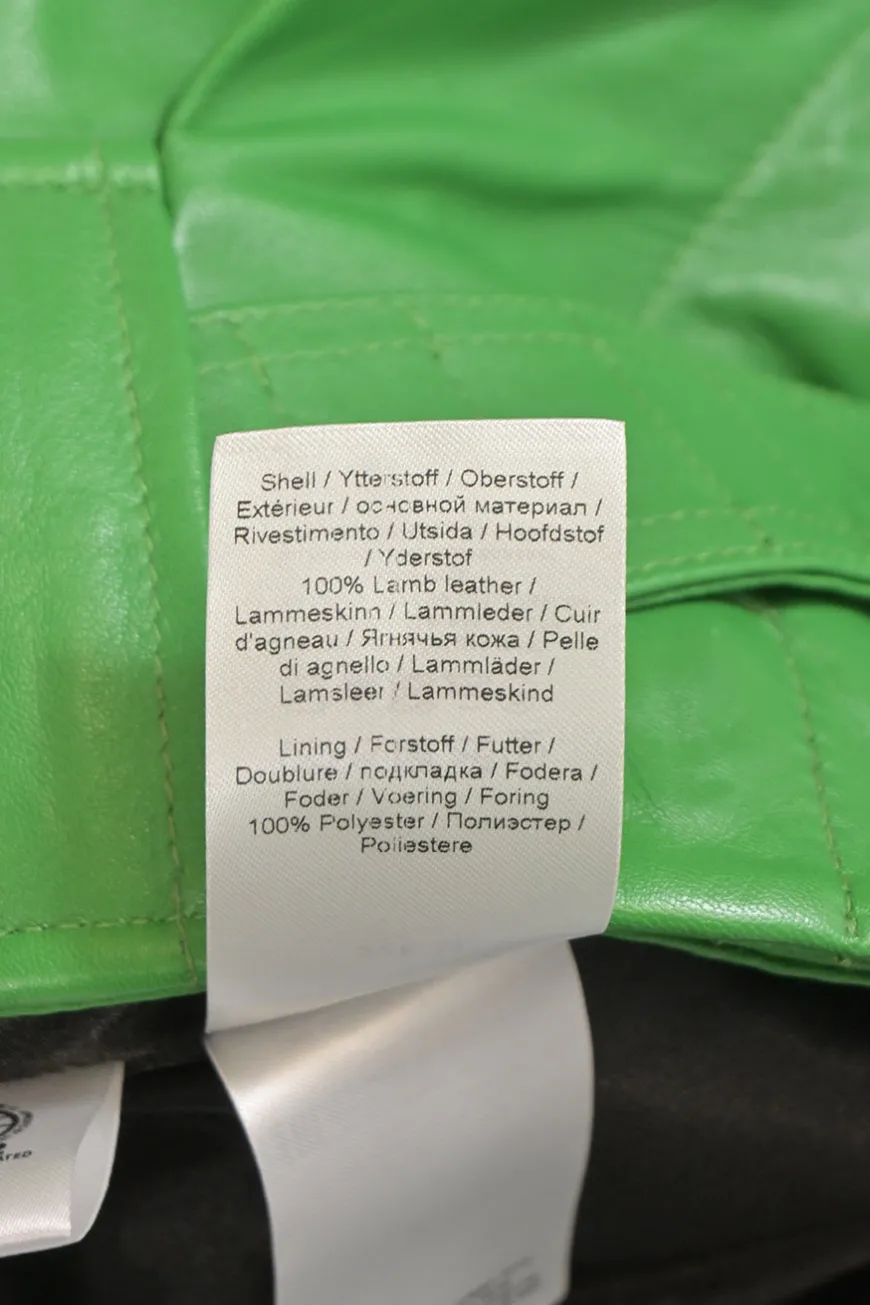 Shell / Ytterstoff / Oberstoff /
Extérieur / основной материал /
Rivestimento / Utsida / Hoofdstof
/ Yderstof
100% Lamb leather /
Lammeskinn / Lammleder / Cuir
d'agneau / Ягнячья кожа / Pelle
di agnello / Lammläder /
Lamsleer / Lammeskind
Lining / Forstoff / Futter /
Doublure / подкладка / Fodera /
Foder / Voering / Foring
100% Polyester / Полиэстер /
Poliestere